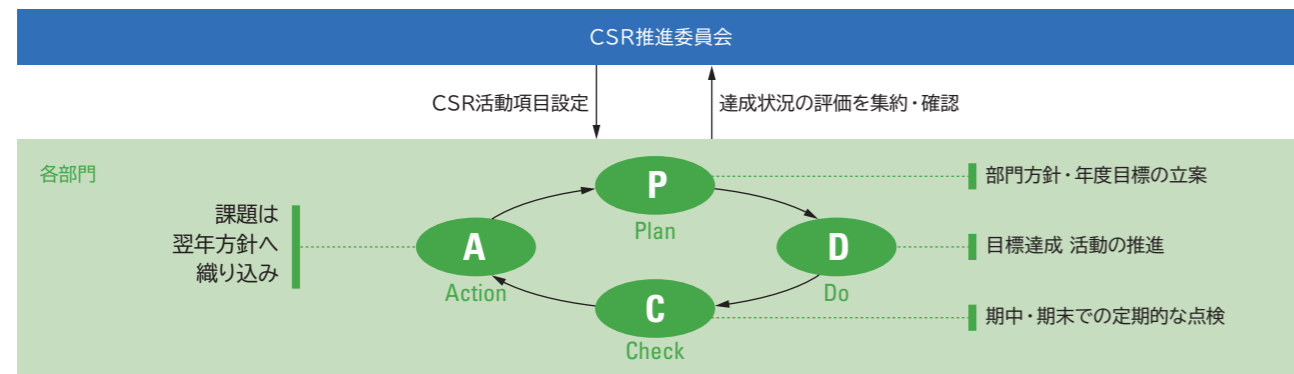 CSR推進委員会
CSR活動項目設定
達成状況の評価を集約・確認
各部門
P
Plan
部門方針・年度目標の立案
課題は
翌年方針へ
織り込み
A
Action
D
Do
目標達成 活動の推進
C
Check
期中・期末での定期的な点検